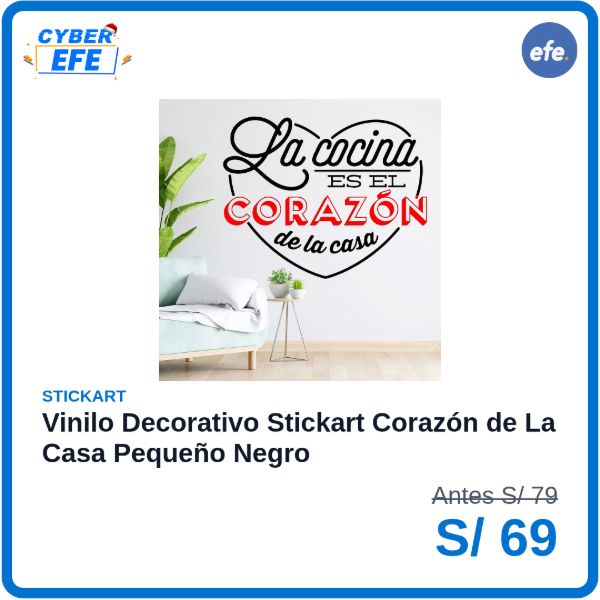 CYBER
EFE
efe.
La cocina
ES EL
CORAZÓN
de la casa
STICKART
Vinilo Decorativo Stickart Corazón de La
Casa Pequeño Negro
Antes S/ 79
S/ 69